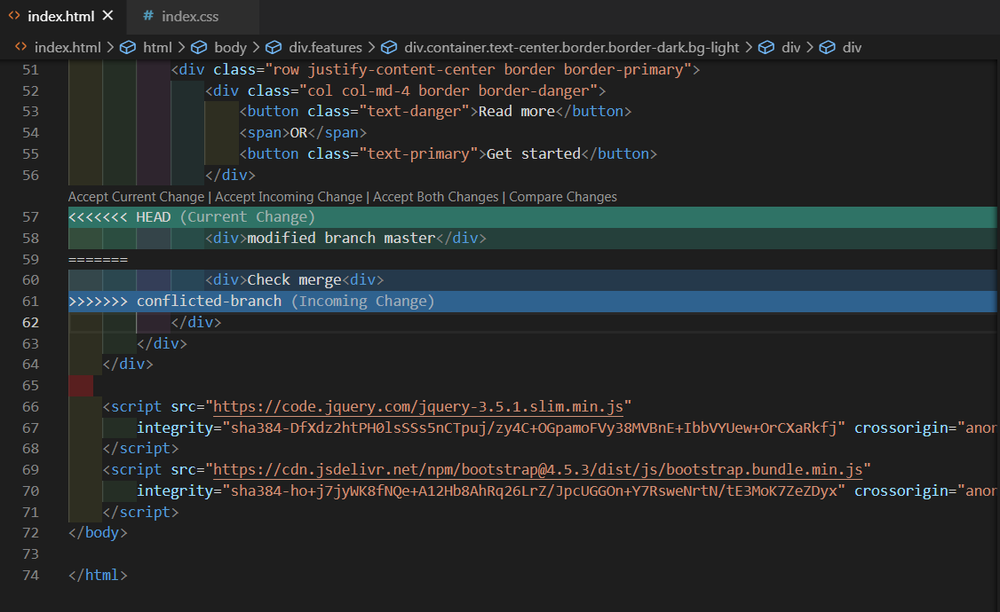 <> index.html ×
# index.css
<> index.html > html > body > div.features > div.container.text-center.border.border-dark.bg-light > div > div
51 <div class="row justify-content-center border border-primary">
52 <div class="col col-md-4 border border-danger">
53 <button class="text-danger">Read more</button>
54 <span>OR</span>
55 <button class="text-primary">Get started</button>
56 </div>
Accept Current Change | Accept Incoming Change | Accept Both Changes | Compare Changes
57 <<<<<<< HEAD (Current Change)
58 <div>modified branch master</div>
59 =======
60 <div>Check merge<div>
61 >>>>>>> conflicted-branch (Incoming Change)
62 </div>
63 </div>
64 </div>
65
66 <script src="https://code.jquery.com/jquery-3.5.1.slim.min.js"
67 integrity="sha384-DfXdz2htPH0lsSSs5nCTpuj/zy4C+OGpamoFVy38MVBnE+IbbVYUew+OrCXaRkfj" crossorigin="anor
68 </script>
69 <script src="https://cdn.jsdelivr.net/npm/bootstrap@4.5.3/dist/js/bootstrap.bundle.min.js"
70 integrity="sha384-ho+j7jyWK8fNQe+A12Hb8AhRq26LrZ/JpcUGGOn+Y7RsweNrtN/tE3MoK7ZeZDyx" crossorigin="anor
71 </script>
72 </body>
73
74 </html>